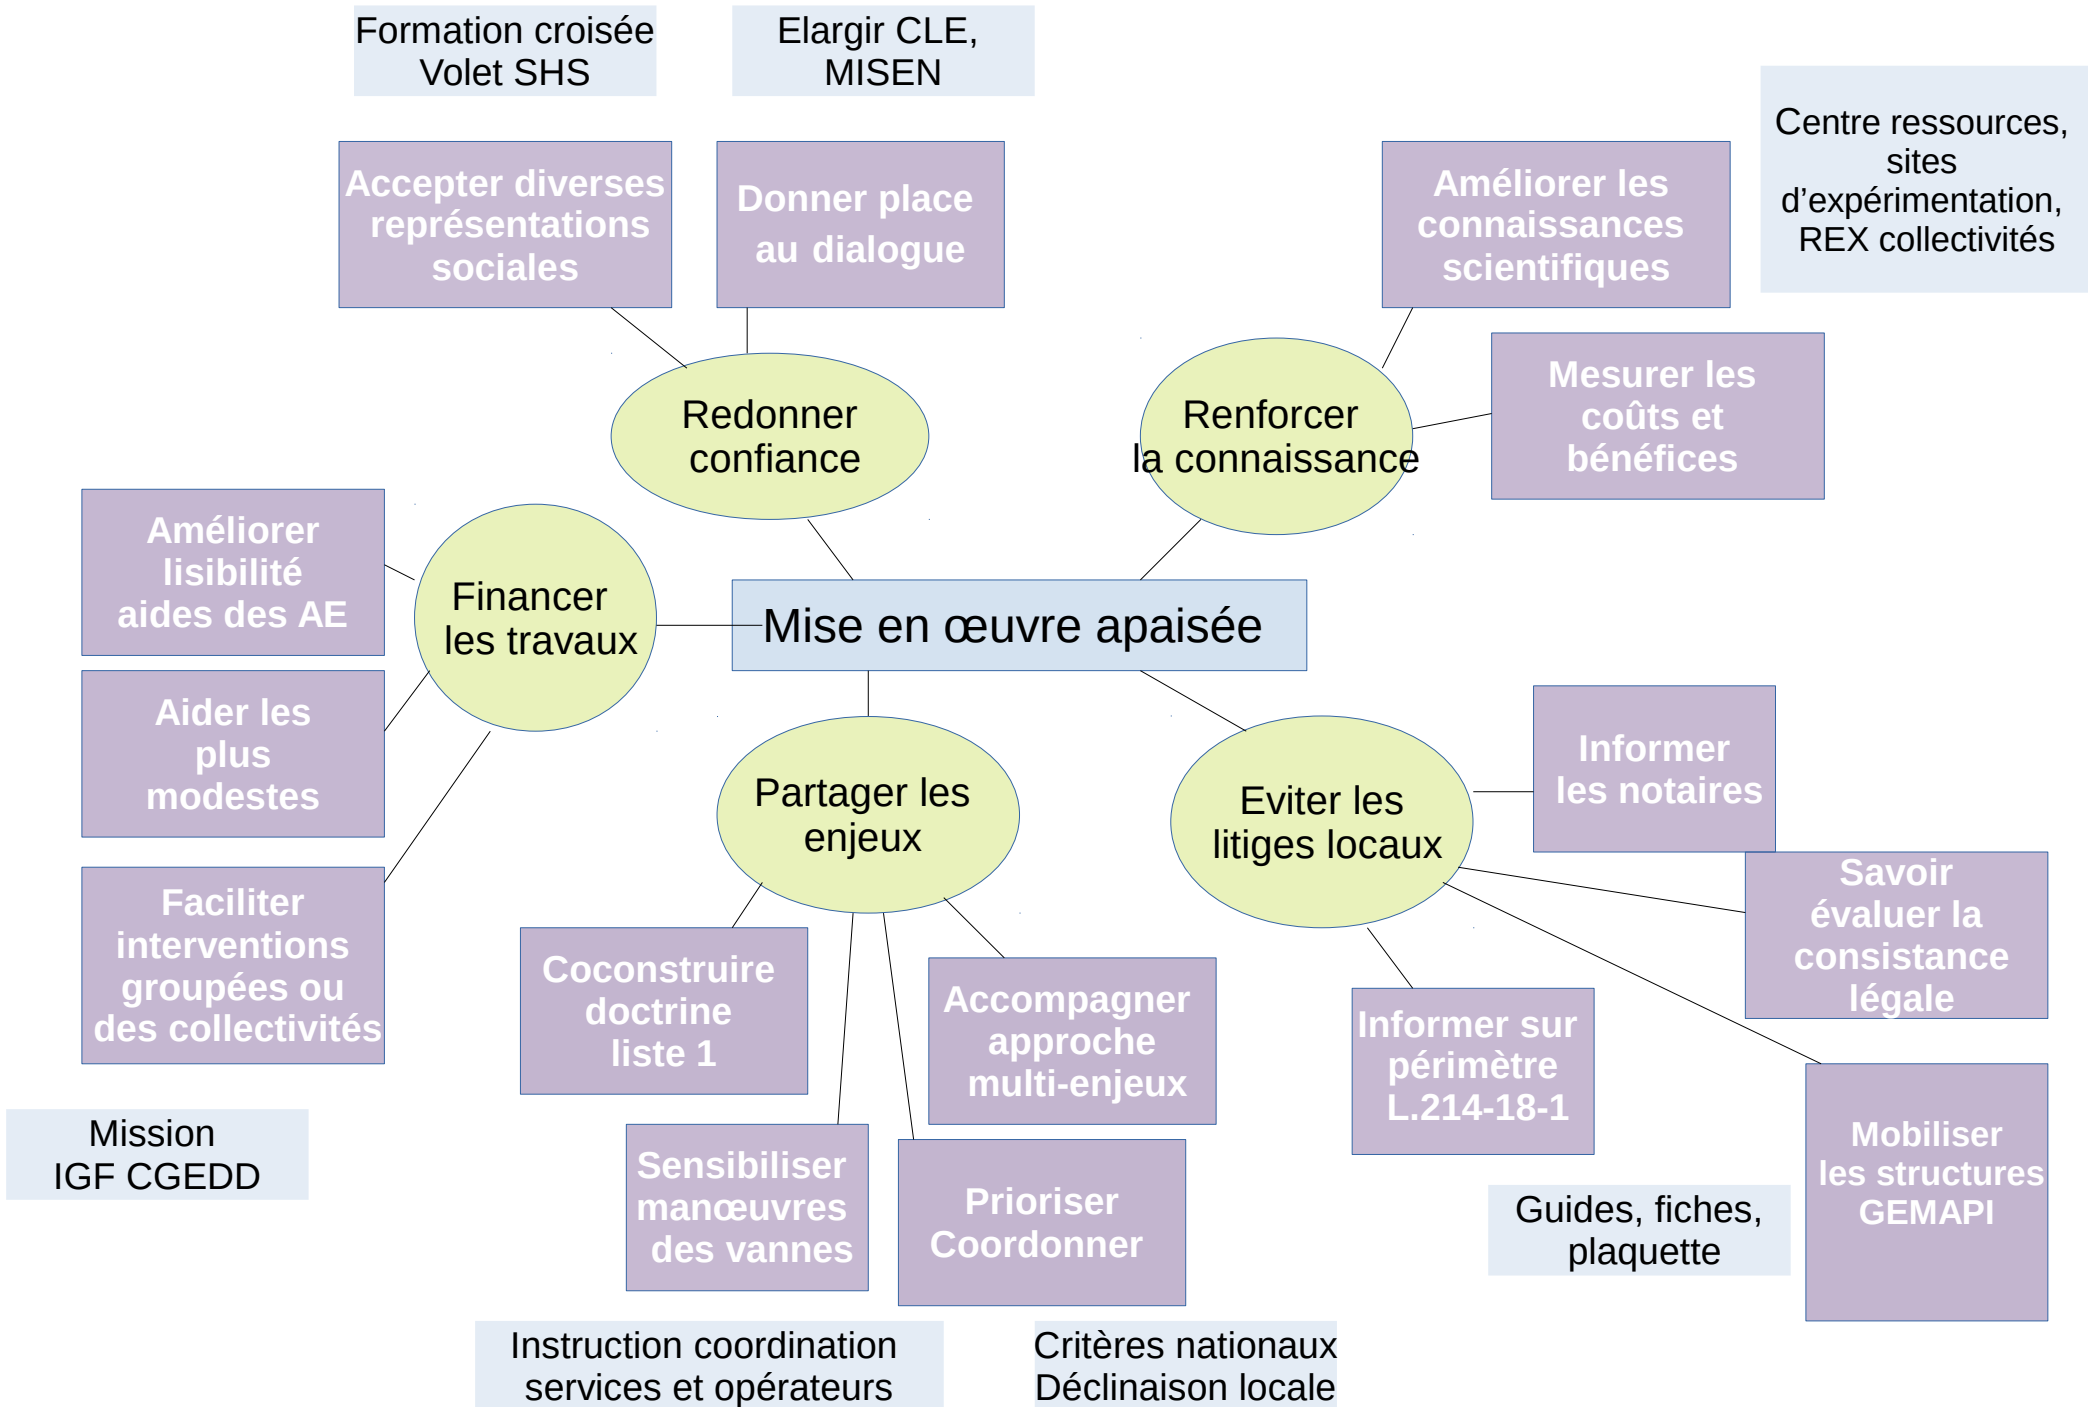 Formation croisée
Volet SHS
Elargir CLE,
MISEN
Centre ressources,
sites
d’expérimentation,
REX collectivités
Accepter diverses
représentations
sociales
Donner place
au dialogue
Améliorer les
connaissances
scientifiques
Mesurer les
coûts et
bénéfices
Redonner
confiance
Renforcer
la connaissance
Améliorer
lisibilité
aides des AE
Financer
les travaux
Mise en œuvre apaisée
Aider les
plus
modestes
Partager les
enjeux
Eviter les
litiges locaux
Informer
les notaires
Faciliter
interventions
groupées ou
des collectivités
Savoir
évaluer la
consistance
légale
Coconstruire
doctrine
liste 1
Accompagner
approche
multi-enjeux
Informer sur
périmètre
L.214-18-1
Mobiliser
les structures
GEMAPI
Mission
IGF CGEDD
Sensibiliser
manœuvres
des vannes
Prioriser
Coordonner
Guides, fiches,
plaquette
Instruction coordination
services et opérateurs
Critères nationaux
Déclinaison locale